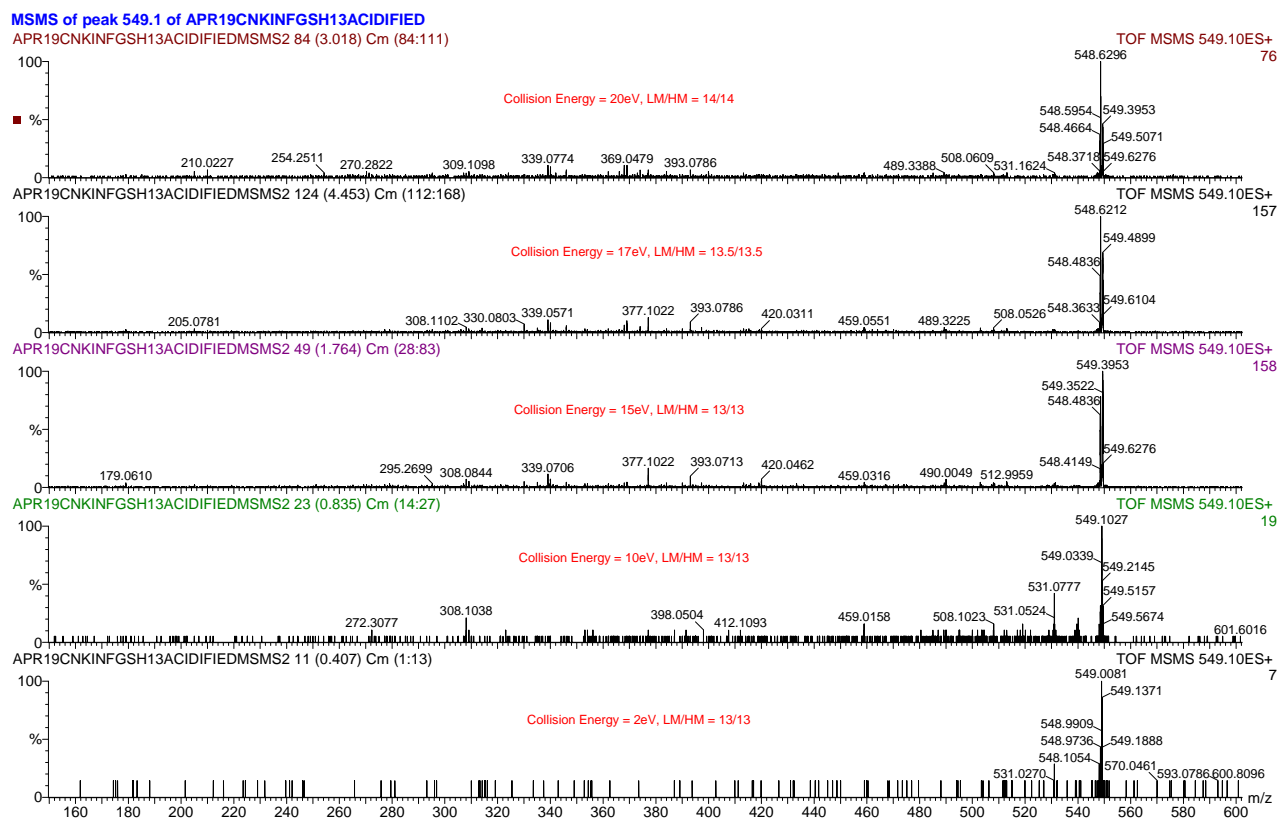 MSMS of peak 549.1 of APR19CNKINFGSH13ACIDIFIED
APR19CNKINFGSH13ACIDIFIEDMSMS2 84 (3.018) Cm (84:111) TOF MSMS 549.10ES+
76
100
%
0
Collision Energy = 20eV, LM/HM = 14/14
548.6296
548.5954 549.3953
548.4664 549.5071
548.3718 549.6276
210.0227 254.2511 270.2822 309.1098 339.0774 369.0479 393.0786 489.3388 508.0609 531.1624
APR19CNKINFGSH13ACIDIFIEDMSMS2 124 (4.453) Cm (112:168) TOF MSMS 549.10ES+
157
100
%
0
Collision Energy = 17eV, LM/HM = 13.5/13.5
548.6212
549.4899
548.4836
548.3633 549.6104
205.0781 308.1102 330.0803 339.0571 377.1022 393.0786 420.0311 459.0551 489.3225 508.0526
APR19CNKINFGSH13ACIDIFIEDMSMS2 49 (1.764) Cm (28:83) TOF MSMS 549.10ES+
158
100
%
0
Collision Energy = 15eV, LM/HM = 13/13
549.3953
549.3522
548.4836
549.6276
548.4149
179.0610 295.2699 308.0844 339.0706 377.1022 393.0713 420.0462 459.0316 490.0049 512.9959
APR19CNKINFGSH13ACIDIFIEDMSMS2 23 (0.835) Cm (14:27) TOF MSMS 549.10ES+
19
100
%
0
Collision Energy = 10eV, LM/HM = 13/13
549.1027
549.0339
549.2145
531.0777 549.5157
531.0524 549.5674
272.3077 308.1038 398.0504 412.1093 459.0158 508.1023 601.6016
APR19CNKINFGSH13ACIDIFIEDMSMS2 11 (0.407) Cm (1:13) TOF MSMS 549.10ES+
7
100
%
0
Collision Energy = 2eV, LM/HM = 13/13
549.0081
549.1371
548.9909
548.9736 549.1888
548.1054
531.0270 570.0461 593.0786 600.8096
m/z
160 180 200 220 240 260 280 300 320 340 360 380 400 420 440 460 480 500 520 540 560 580 600